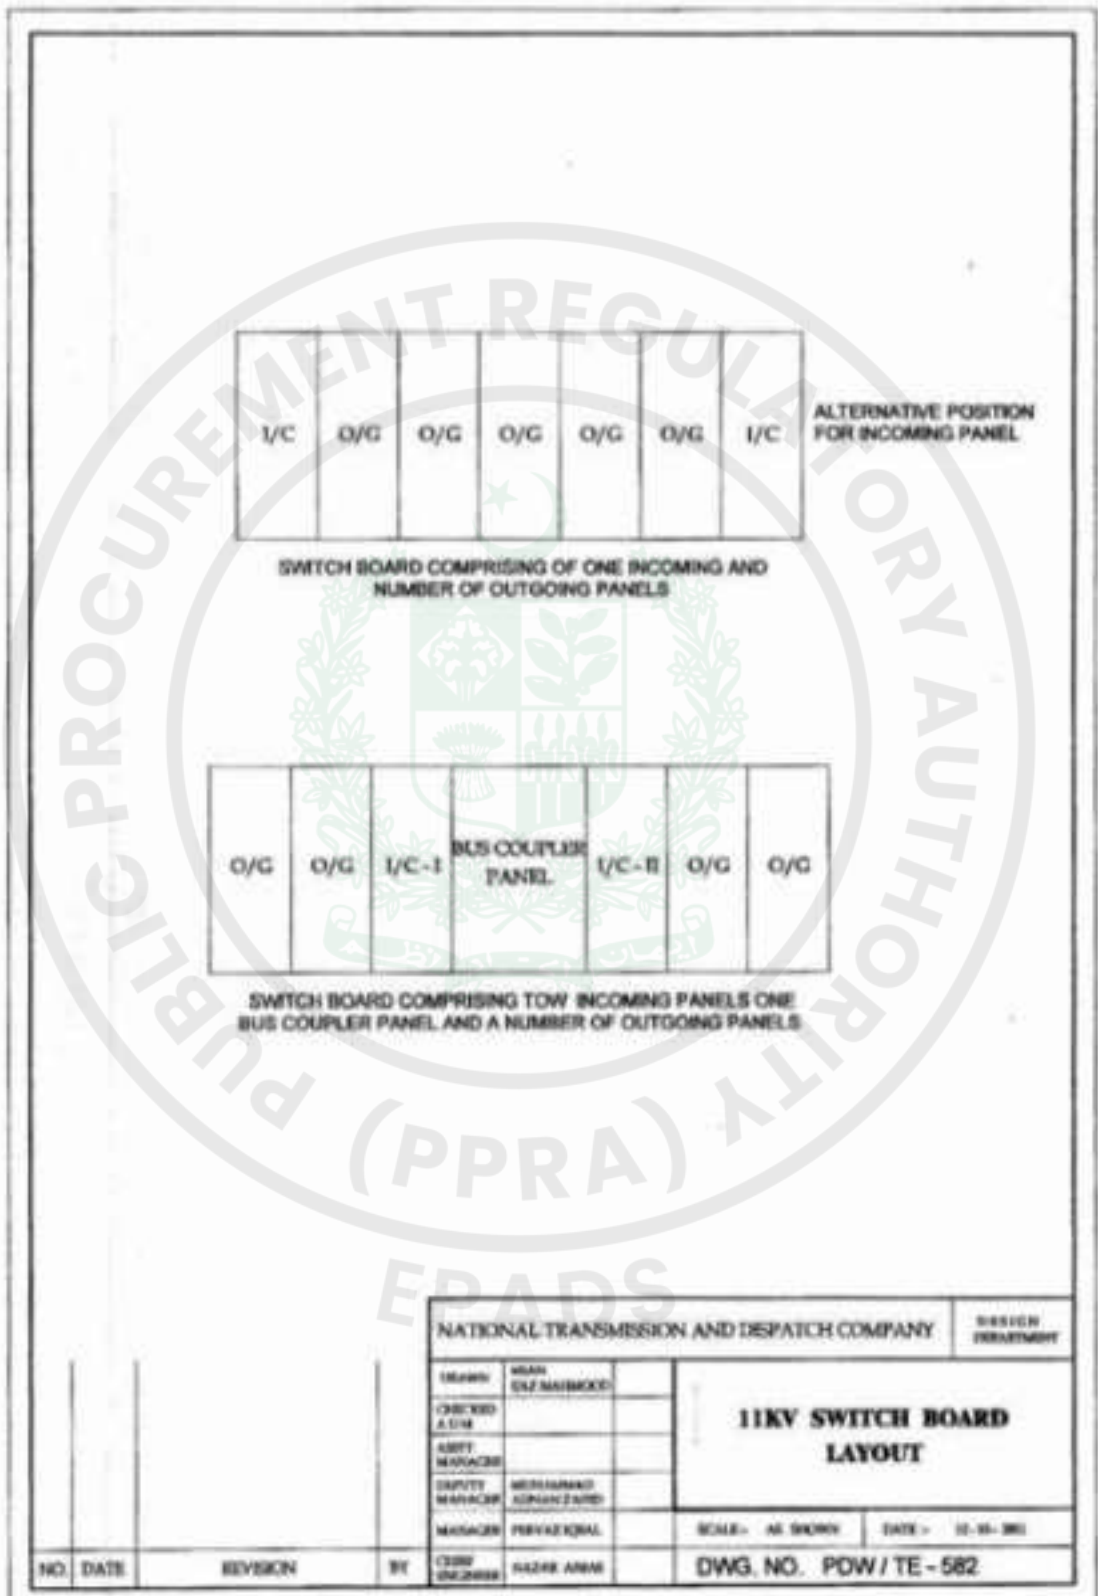 I/C O/G O/G O/G O/G O/G I/C
ALTERNATIVE POSITION
FOR INCOMING PANEL
SWITCH BOARD COMPRISING OF ONE INCOMING AND
NUMBER OF OUTGOING PANELS
O/G O/G I/C-I BUS COUPLER PANEL I/C-II O/G O/G
SWITCH BOARD COMPRISING TOW INCOMING PANELS ONE
BUS COUPLER PANEL AND A NUMBER OF OUTGOING PANELS
PUBLIC PROCUREMENT REGULATORY AUTHORITY
(PPRA)
EPADS
NATIONAL TRANSMISSION AND DISPATCH COMPANY
DESIGN
DEPARTMENT
DRAWN
MAHMOOD
CHECKED
ASSTT
MANAGER
DEPUTY
MANAGER
MUHAMMAD
MANAGER PERVAIZ IQBAL
CHIEF
ENGINEER
11KV SWITCH BOARD
LAYOUT
SCALE:- AS SHOWN DATE:-
DWG. NO. PDW / TE - 582
NO. DATE REVISION BY